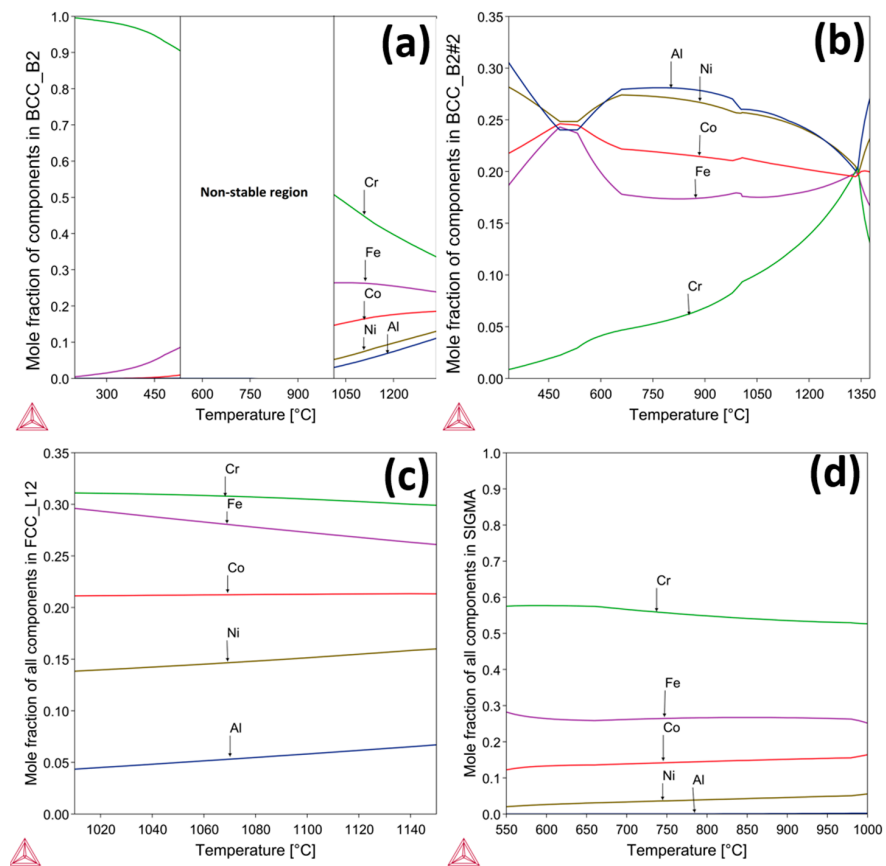 (a)
Mole fraction of components in BCC_B2
1.0
0.9
0.8
0.7
0.6
0.5
0.4
0.3
0.2
0.1
0.0
Non-stable region
Cr
Fe
Co
Ni
Al
300 450 600 750 900 1050 1200
Temperature [°C]
(b)
Mole fraction of components in BCC_B2#2
0.35
0.30
0.25
0.20
0.15
0.10
0.05
0.00
Al
Ni
Co
Fe
Cr
450 600 750 900 1050 1200 1350
Temperature [°C]
(c)
Mole fraction of all components in FCC_L12
0.35
0.30
0.25
0.20
0.15
0.10
0.05
0.00
Cr
Fe
Co
Ni
Al
1020 1040 1060 1080 1100 1120 1140
Temperature [°C]
(d)
Mole fraction of all components in SIGMA
1.0
0.9
0.8
0.7
0.6
0.5
0.4
0.3
0.2
0.1
0.0
Cr
Fe
Co
Ni
Al
550 600 650 700 750 800 850 900 950 1000
Temperature [°C]